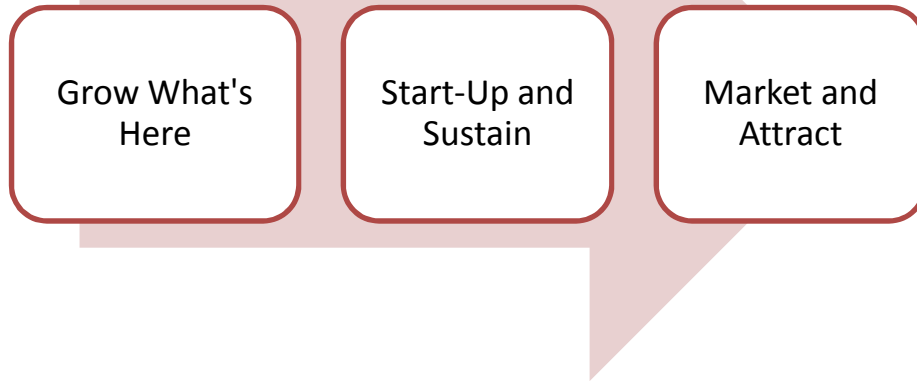 Grow What's
Here
Start-Up and
Sustain
Market and
Attract